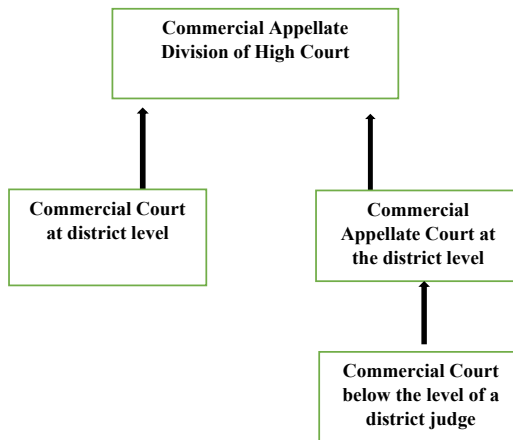 Commercial Appellate
Division of High Court
Commercial Court
at district level
Commercial
Appellate Court at
the district level
Commercial Court
below the level of a
district judge